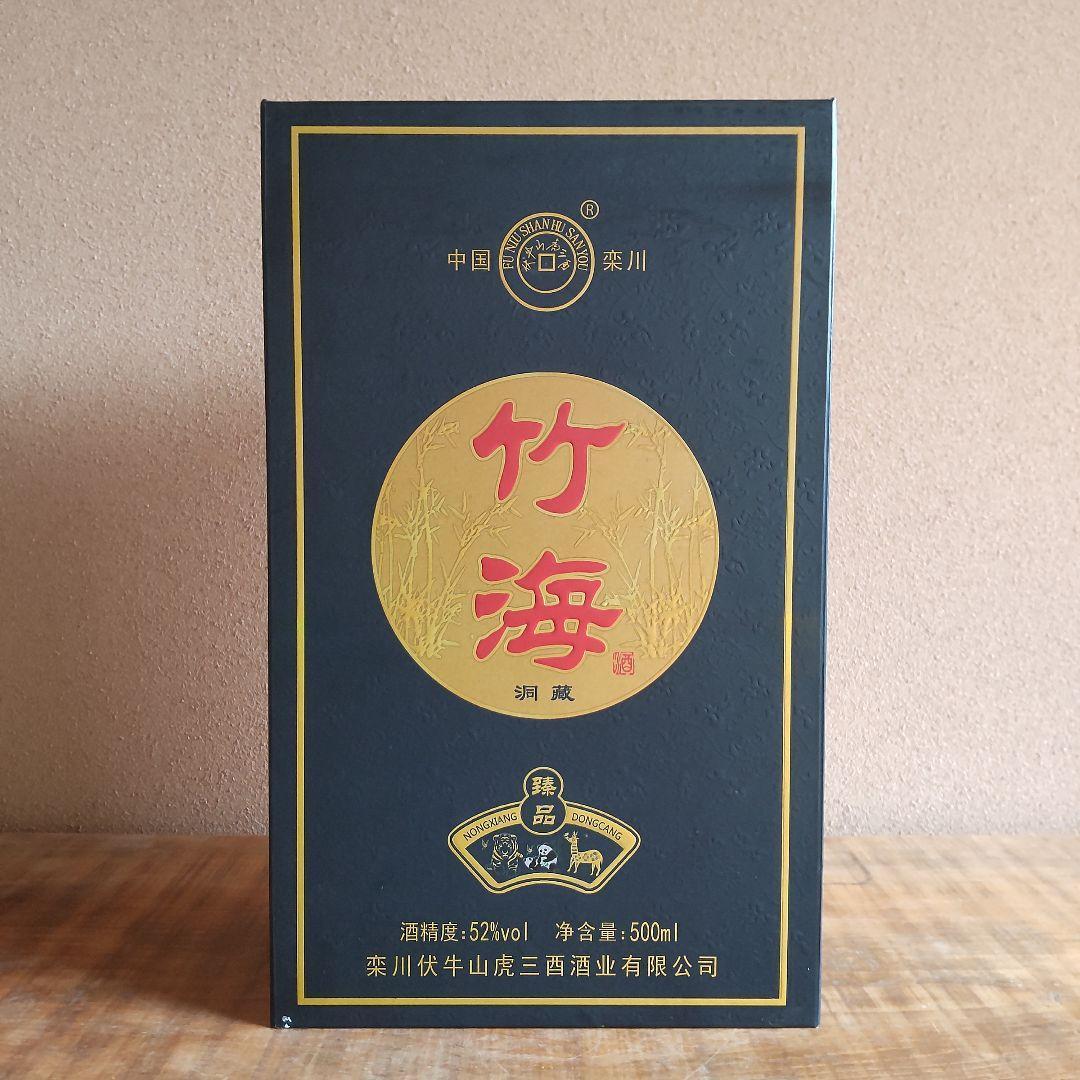 ®
FU NIU SHAN HU SAN YOU
中国
栾川
竹
海
酒
洞藏
臻
品
NONGXIANG DONGCANG
酒精度:52%vol 净含量:500ml
栾川伏牛山虎三酉酒业有限公司